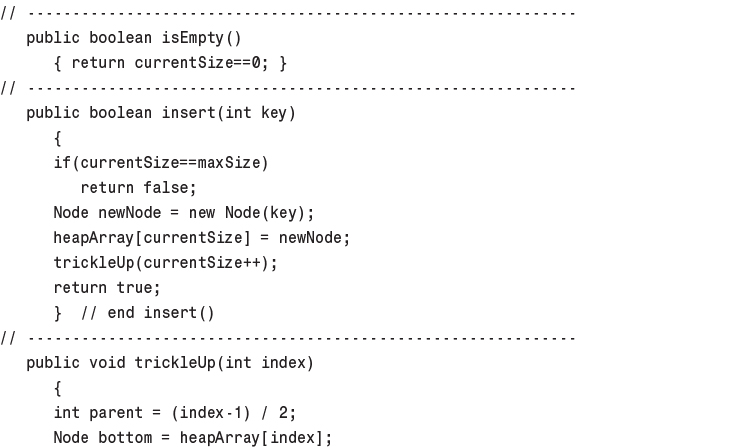 // -------------------------------------------------------------
public boolean isEmpty()
{ return currentSize==0; }
// -------------------------------------------------------------
public boolean insert(int key)
{
if(currentSize==maxSize)
return false;
Node newNode = new Node(key);
heapArray[currentSize] = newNode;
trickleUp(currentSize++);
return true;
} // end insert()
// -------------------------------------------------------------
public void trickleUp(int index)
{
int parent = (index-1) / 2;
Node bottom = heapArray[index];